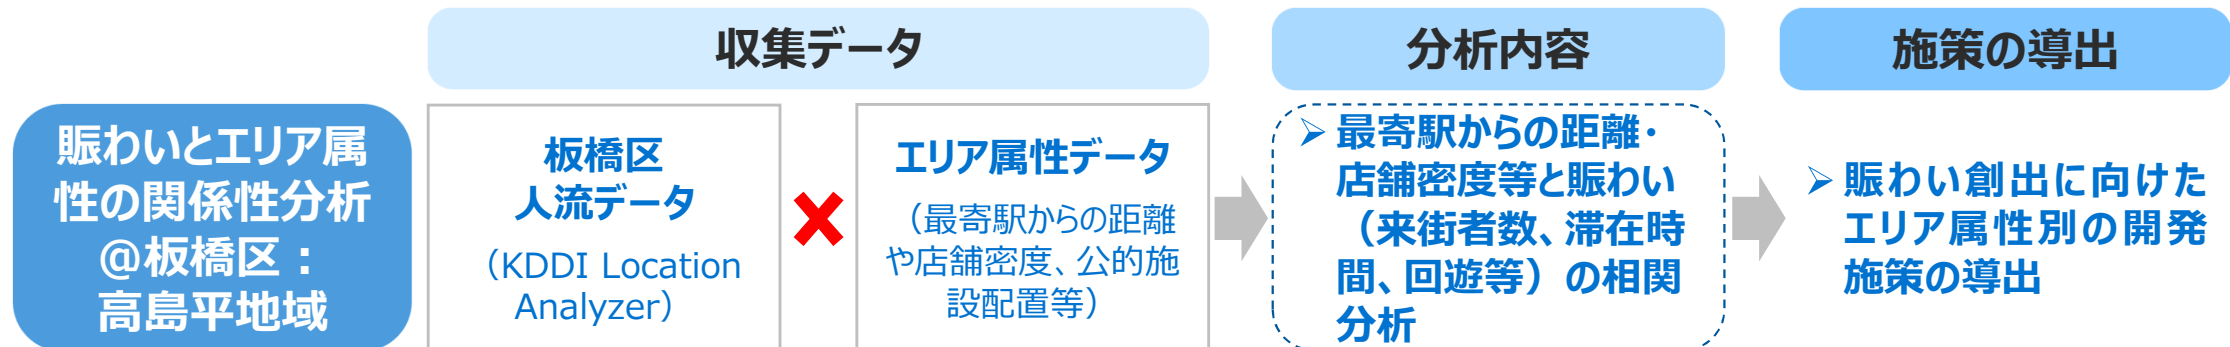 収集データ
分析内容
施策の導出
賑わいとエリア属
性の関係性分析
@板橋区：
高島平地域
板橋区
人流データ
（KDDI Location
Analyzer）
エリア属性データ
（最寄駅からの距離
や店舗密度、公的施
設配置等）
➢ 最寄駅からの距離・
店舗密度等と賑わい
（来街者数、滞在時
間、回遊等）の相関
分析
➢ 賑わい創出に向けた
エリア属性別の開発
施策の導出